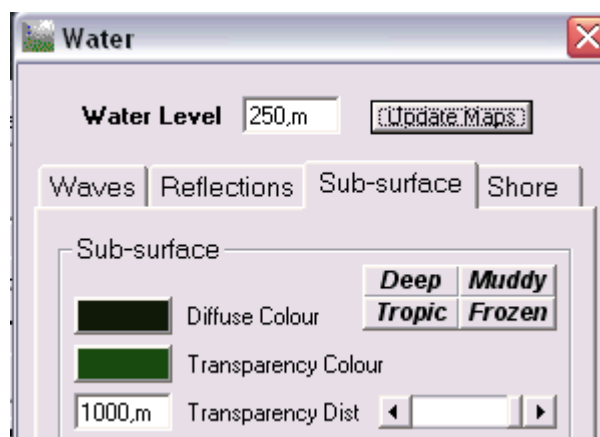 Water
Water Level 250,m Update Maps
Waves Reflections Sub-surface Shore
Sub-surface
Deep Muddy
Diffuse Colour Tropic Frozen
Transparency Colour
1000,m Transparency Dist